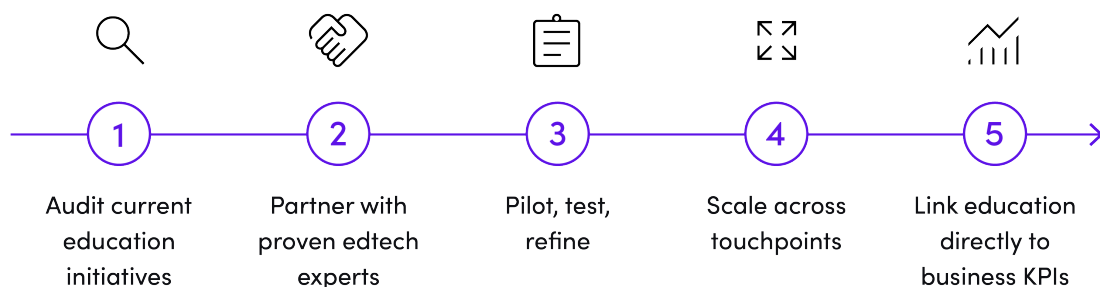 1
Audit current
education
initiatives
2
Partner with
proven edtech
experts
3
Pilot, test,
refine
4
Scale across
touchpoints
5
Link education
directly to
business KPIs